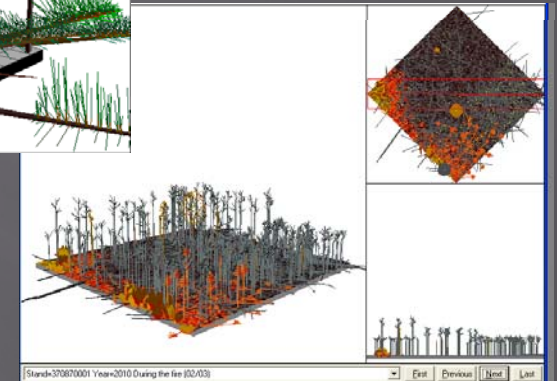 Stand=370870001 Year=2010 During the fire (02/03)
First Previous Next Last